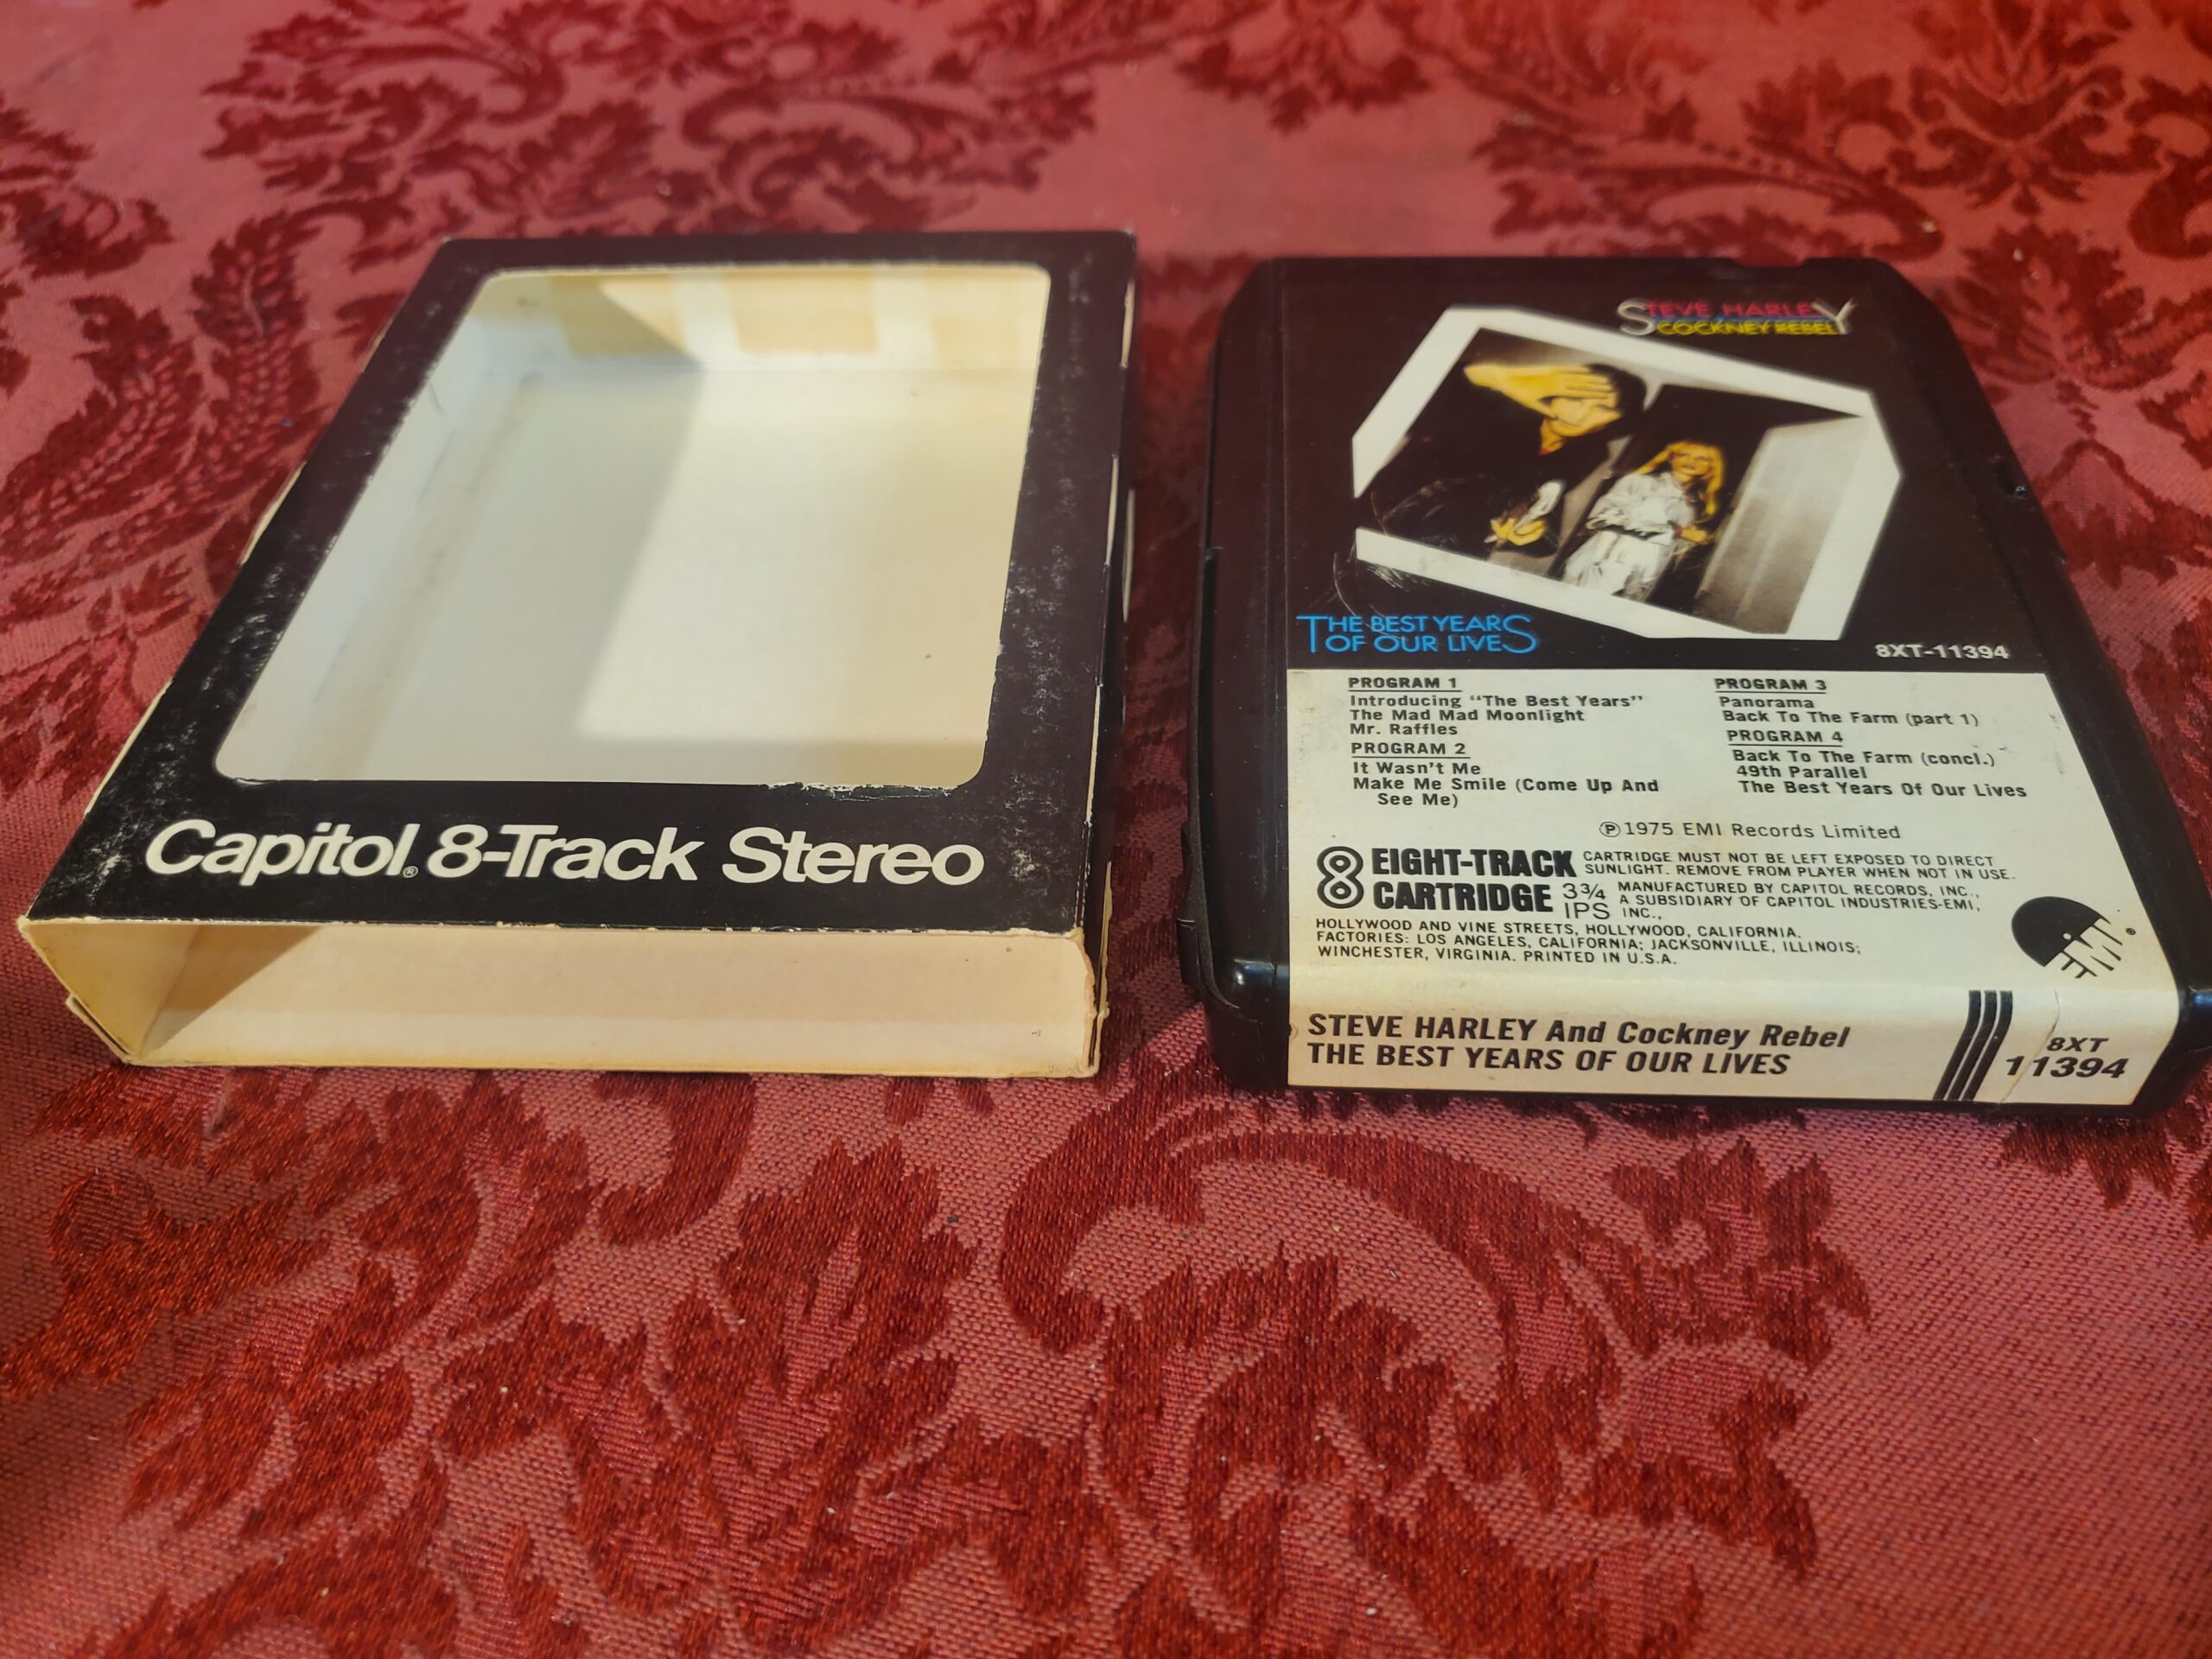 Capitol® 8-Track Stereo
STEVE HARLEY
COCKNEY REBEL
THE BEST YEARS
OF OUR LIVES
8XT-11394
PROGRAM 1
Introducing "The Best Years"
The Mad Mad Moonlight
Mr. Raffles
PROGRAM 2
It Wasn't Me
Make Me Smile (Come Up And
See Me)
PROGRAM 3
Panorama
Back To The Farm (part 1)
PROGRAM 4
Back To The Farm (concl.)
49th Parallel
The Best Years Of Our Lives
Ⓟ1975 EMI Records Limited
8 EIGHT-TRACK
CARTRIDGE 3¾
IPS
CARTRIDGE MUST NOT BE LEFT EXPOSED TO DIRECT
SUNLIGHT. REMOVE FROM PLAYER WHEN NOT IN USE.
MANUFACTURED BY CAPITOL RECORDS, INC.,
A SUBSIDIARY OF CAPITOL INDUSTRIES-EMI,
INC.,
HOLLYWOOD AND VINE STREETS, HOLLYWOOD, CALIFORNIA.
FACTORIES: LOS ANGELES, CALIFORNIA; JACKSONVILLE, ILLINOIS;
WINCHESTER, VIRGINIA. PRINTED IN U.S.A.
EMI
STEVE HARLEY And Cockney Rebel
THE BEST YEARS OF OUR LIVES
8XT
11394